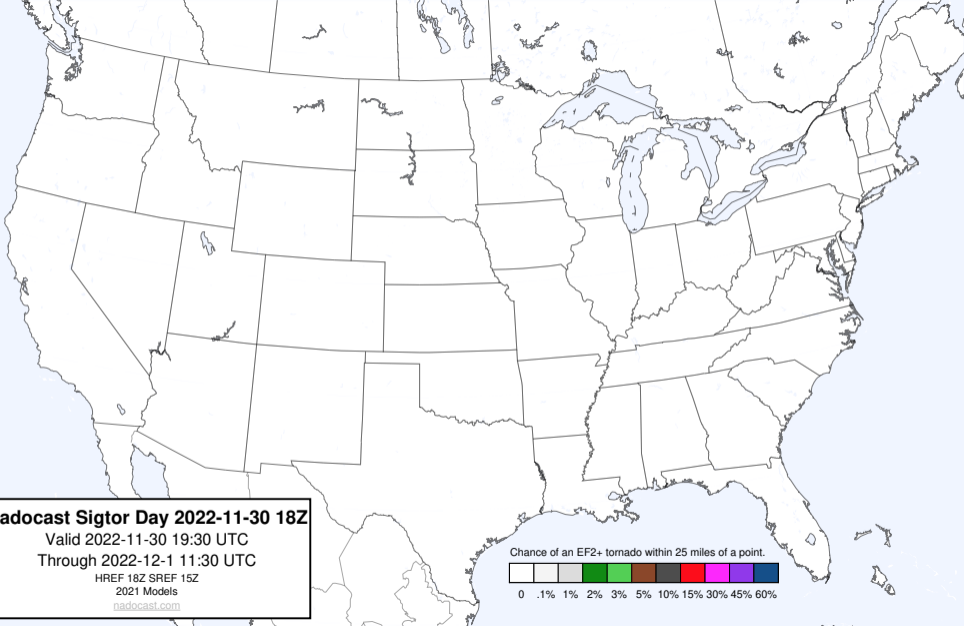 adocast Sigtor Day 2022-11-30 18Z
Valid 2022-11-30 19:30 UTC
Through 2022-12-1 11:30 UTC
HREF 18Z SREF 15Z
2021 Models
nadocast.com
Chance of an EF2+ tornado within 25 miles of a point.
0 .1% 1% 2% 3% 5% 10% 15% 30% 45% 60%